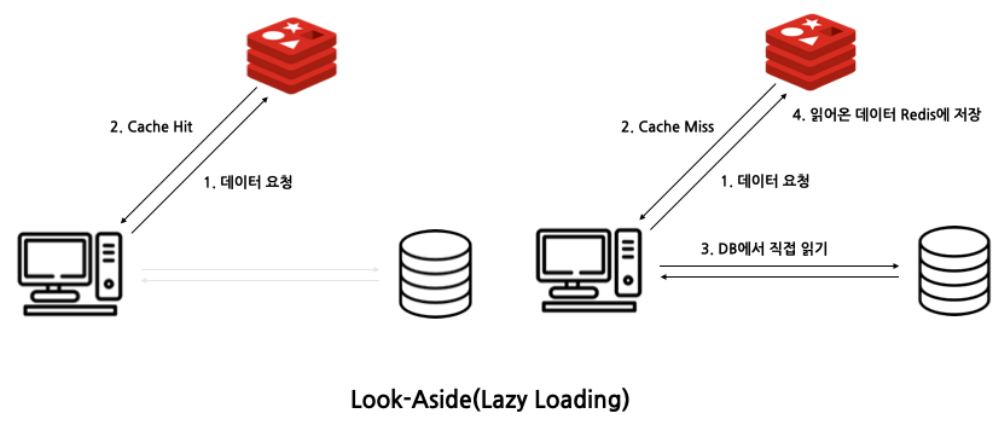 2. Cache Hit
1. 데이터 요청
2. Cache Miss
4. 읽어온 데이터 Redis에 저장
1. 데이터 요청
3. DB에서 직접 읽기
Look-Aside(Lazy Loading)